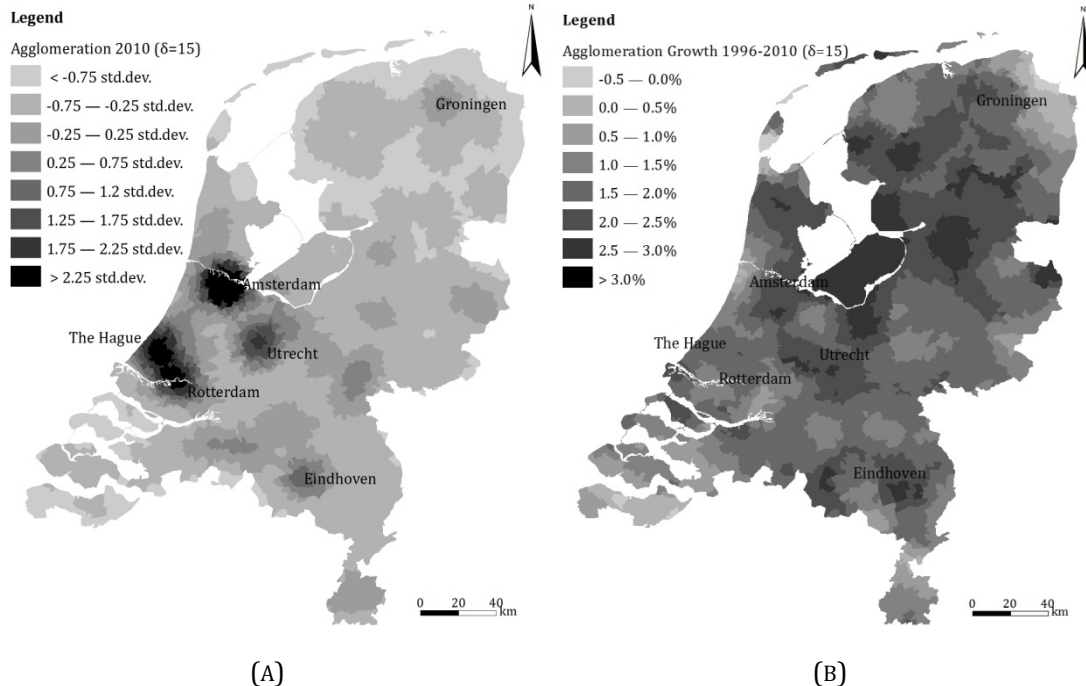 Legend
Agglomeration 2010 (δ=15)
< -0.75 std.dev.
-0.75 — -0.25 std.dev.
-0.25 — 0.25 std.dev.
0.25 — 0.75 std.dev.
0.75 — 1.2 std.dev.
1.25 — 1.75 std.dev.
1.75 — 2.25 std.dev.
> 2.25 std.dev.
N
Groningen
Amsterdam
The Hague
Utrecht
Rotterdam
Eindhoven
0 20 40
km
(A)
Legend
Agglomeration Growth 1996-2010 (δ=15)
-0.5 — 0.0%
0.0 — 0.5%
0.5 — 1.0%
1.0 — 1.5%
1.5 — 2.0%
2.0 — 2.5%
2.5 — 3.0%
> 3.0%
N
Groningen
Amsterdam
The Hague
Utrecht
Rotterdam
Eindhoven
0 20 40
km
(B)